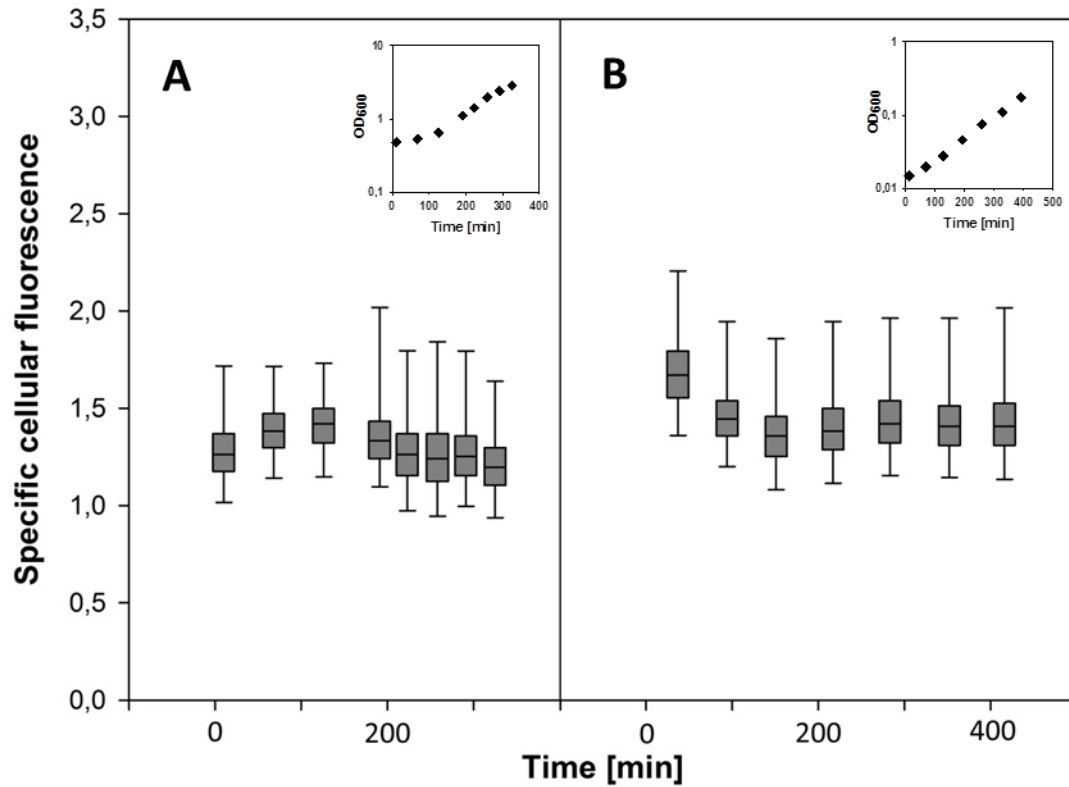 3,5
3,0
2,5
2,0
1,5
1,0
0,5
0,0
Specific cellular fluorescence
A
10
1
0,1
OD600
0 100 200 300 400
Time [min]
B
1
0,1
0,01
OD600
0 100 200 300 400 500
Time [min]
0 200 0 200 400
Time [min]